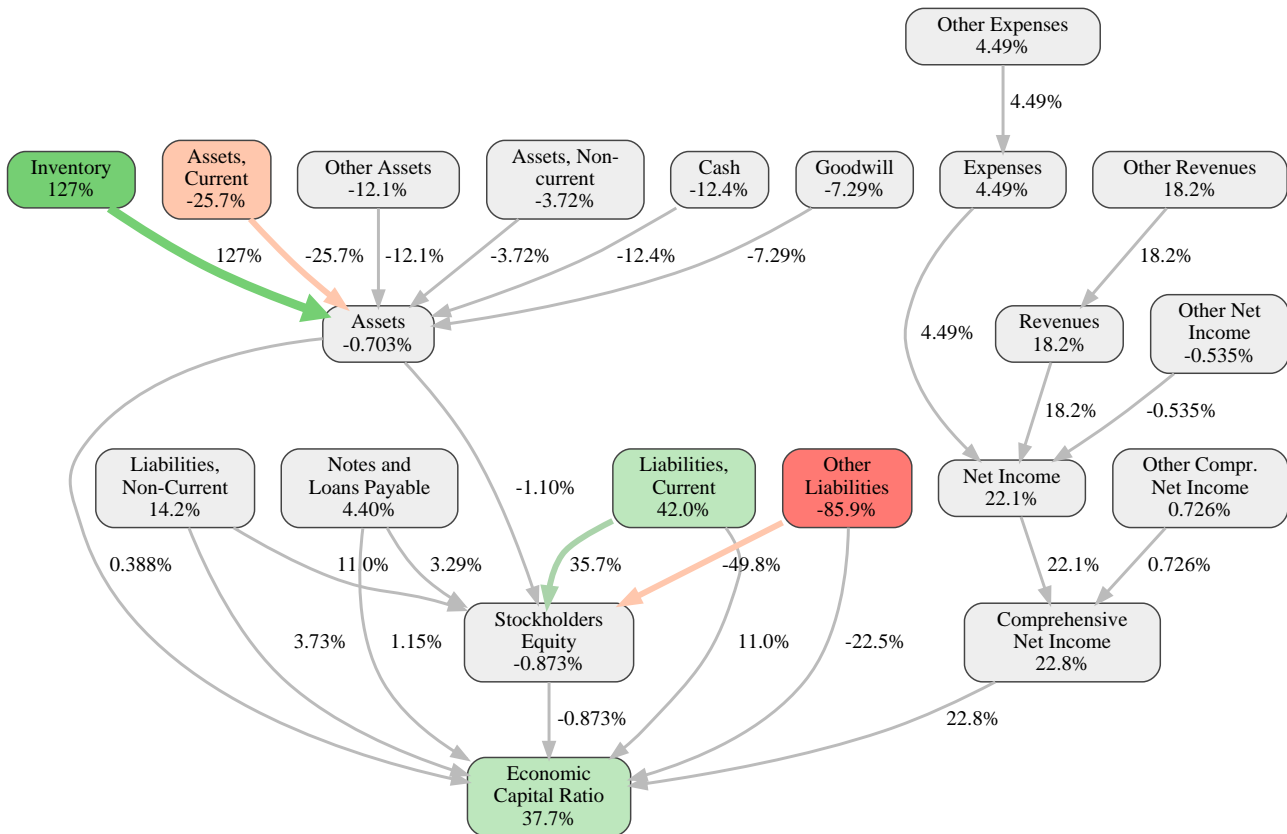 Other Expenses
4.49%
4.49%
Inventory
127%
Assets,
Current
-25.7%
Other Assets
-12.1%
Assets, Non-
current
-3.72%
Cash
-12.4%
Goodwill
-7.29%
Expenses
4.49%
Other Revenues
18.2%
127%
-25.7%
-12.1%
-3.72%
-12.4%
-7.29%
18.2%
Assets
-0.703%
4.49%
Revenues
18.2%
Other Net
Income
-0.535%
18.2%
-0.535%
Liabilities,
Non-Current
14.2%
Notes and
Loans Payable
4.40%
-1.10%
Liabilities,
Current
42.0%
Other
Liabilities
-85.9%
Net Income
22.1%
Other Compr.
Net Income
0.726%
0.388%
11.0%
3.29%
35.7%
-49.8%
22.1%
0.726%
Stockholders
Equity
-0.873%
Comprehensive
Net Income
22.8%
3.73%
1.15%
11.0%
-22.5%
-0.873%
22.8%
Economic
Capital Ratio
37.7%